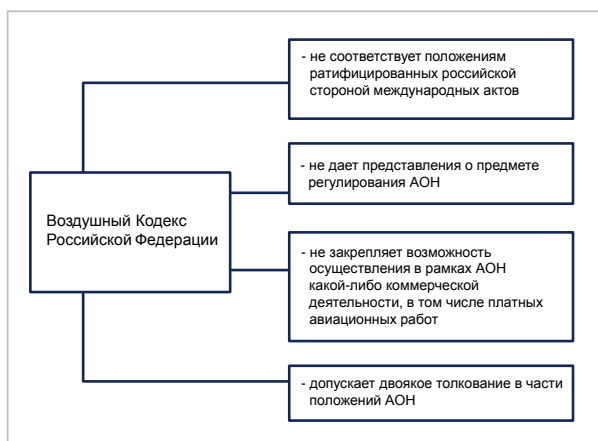 - не соответствует положениям
ратифицированных российской
стороной международных актов
- не дает представления о предмете
регулирования АОН
Воздушный Кодекс
Российской Федерации
- не закрепляет возможность
осуществления в рамках АОН
какой-либо коммерческой
деятельности, в том числе платных
авиационных работ
- допускает двоякое толкование в части
положений АОН